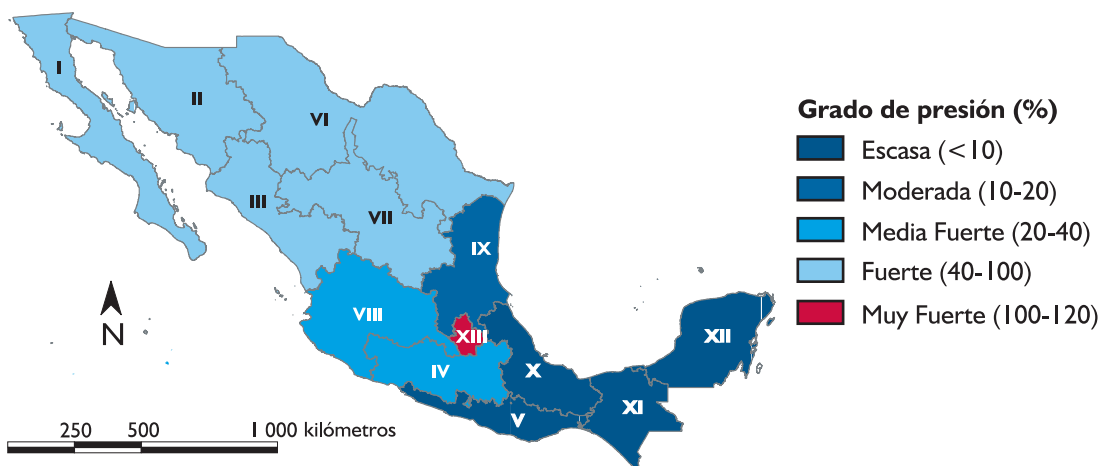 I
II
VI
III
VII
IX
VIII
XIII
IV
X
V
XI
XII
N
250 500 1 000 kilómetros
Grado de presión (%)
Escasa (<10)
Moderada (10-20)
Media Fuerte (20-40)
Fuerte (40-100)
Muy Fuerte (100-120)